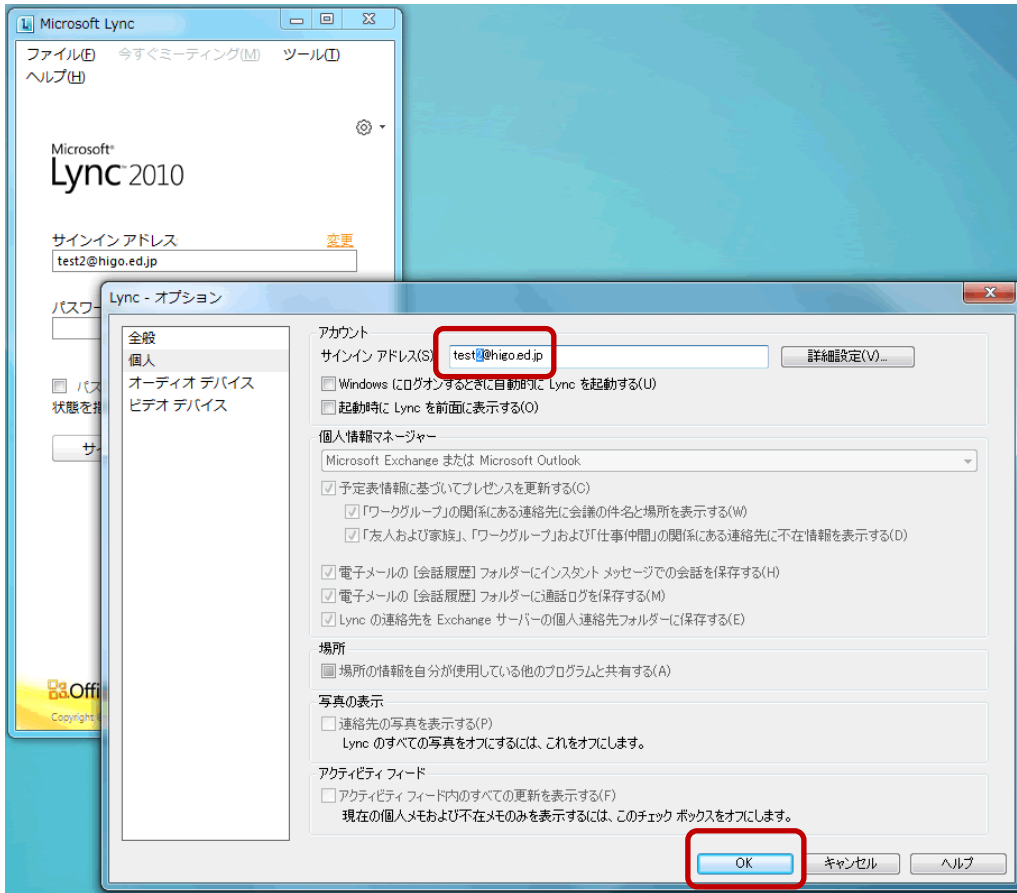 Microsoft Lync
ファイル(F) 今すぐミーティング(M) ツール(T)
ヘルプ(H)
Microsoft®
Lync™ 2010
サインイン アドレス 変更
test2@higo.ed.jp
パスワー
パス
状態を指
サ
Office
Copyright
Lync - オプション
全般
個人
オーディオ デバイス
ビデオ デバイス
アカウント
サインイン アドレス(S) test2@higo.ed.jp 詳細設定(V)...
Windows にログオンするときに自動的に Lync を起動する(U)
起動時に Lync を前面に表示する(O)
個人情報マネージャー
Microsoft Exchange または Microsoft Outlook
予定表情報に基づいてプレゼンスを更新する(C)
「ワークグループ」の関係にある連絡先に会議の件名と場所を表示する(W)
「友人および家族」、「ワークグループ」および「仕事仲間」の関係にある連絡先に不在情報を表示する(D)
電子メールの [会話履歴] フォルダーにインスタント メッセージでの会話を保存する(H)
電子メールの [会話履歴] フォルダーに通話ログを保存する(M)
Lync の連絡先を Exchange サーバーの個人連絡先フォルダーに保存する(E)
場所
場所の情報を自分が使用している他のプログラムと共有する(A)
写真の表示
連絡先の写真を表示する(P)
Lync のすべての写真をオフにするには、これをオフにします。
アクティビティ フィード
アクティビティ フィード内のすべての更新を表示する(F)
現在の個人メモおよび不在メモのみを表示するには、このチェック ボックスをオフにします。
OK キャンセル ヘルプ